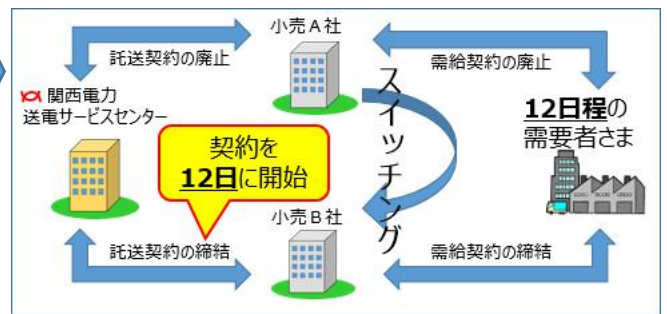 小売A社
託送契約の廃止
需給契約の廃止
関西電力
送電サービスセンター
スイッチング
12日程の
需要者さま
契約を
12日に開始
小売B社
託送契約の締結
需給契約の締結